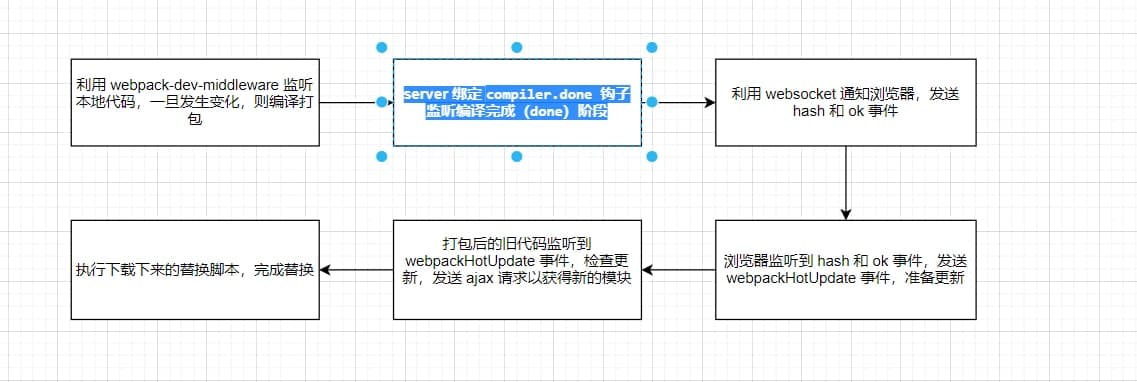 利用 webpack-dev-middleware 监听
本地代码，一旦发生变化，则编译打
包
server 绑定 compiler.done 钩子
监听编译完成（done）阶段
利用 websocket 通知浏览器，发送
hash 和 ok 事件
浏览器监听到 hash 和 ok 事件，发送
webpackHotUpdate 事件，准备更新
打包后的旧代码监听到
webpackHotUpdate 事件，检查更
新，发送 ajax 请求以获得新的模块
执行下载下来的替换脚本，完成替换